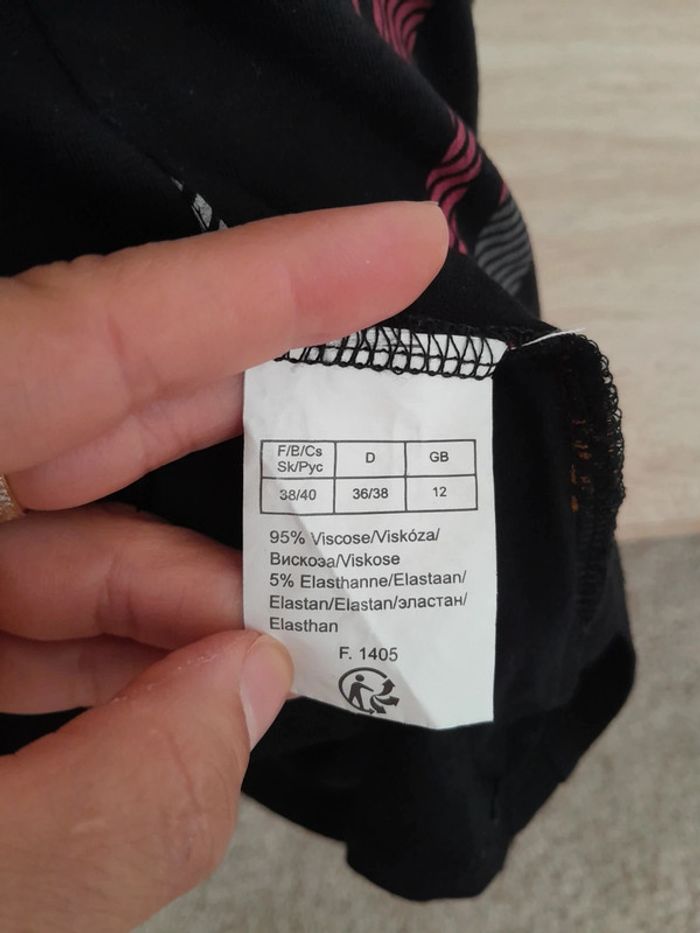 F/B/Cs D GB
Sk/Рус
38/40 36/38 12
95% Viscose/Viskóza/
Вискоэа/Viskose
5% Elasthanne/Elastaan/
Elastan/Elastan/эластан/
Elasthan
F. 1405